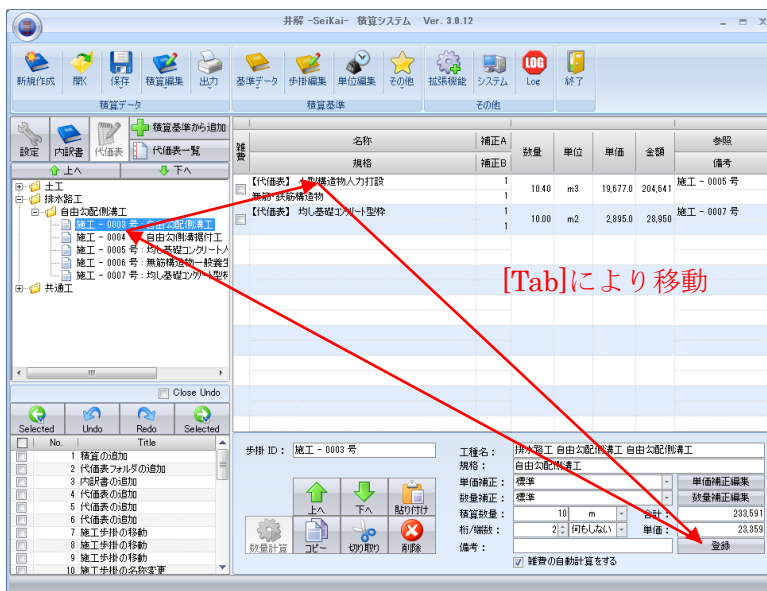 井解 -SeiKai- 積算システム Ver. 3.0.12
新規作成 開く 保存 積算編集 出力 基準データ 歩掛編集 単位編集 その他 拡張機能 システム Log 終了
積算データ 積算基準 その他
設定 内訳書 代価表 積算基準から追加
代価表一覧
上へ 下へ
土工
排水路工
自由勾配側溝工
施工 - 0003 号 : 自由勾配側溝工
施工 - 0004 号 : 自由勾側溝据付工
施工 - 0005 号 : 均し基礎コンクリート人
施工 - 0006 号 : 無筋構造物一般養生
施工 - 0007 号 : 均し基礎コンクリート型枠
共通工
雑費 名称 補正A 数量 単位 単価 金額 参照
規格 補正B 備考
【代価表】 小型構造物人力打設 1 10.40 m3 19,677.0 204,641 施工 - 0005 号
無筋・鉄筋構造物 1
【代価表】 均し基礎コンクリート型枠 1 10.00 m2 2,895.0 28,950 施工 - 0007 号
1
[Tab]により移動
Close Undo
Selected Undo Redo Selected
No. Title
1 積算の追加
2 代価表フォルダの追加
3 内訳書の追加
4 代価表の追加
5 代価表の追加
6 代価表の追加
7 施工歩掛の移動
8 施工歩掛の移動
9 施工歩掛の移動
10 施工歩掛の名称変更
歩掛 ID : 施工 - 0003 号
上へ 下へ 貼り付け
数量計算 コピー 切り取り 削除
工種名 : 排水路工 自由勾配側溝工 自由勾配側溝工
規格 : 自由勾配側溝工
単価補正 : 標準 単価補正編集
数量補正 : 標準 数量補正編集
積算数量 : 10 m 合計 : 233,591
桁/端数 : 2 何もしない 単価 : 23,359
備考 : 登録
雑費の自動計算をする